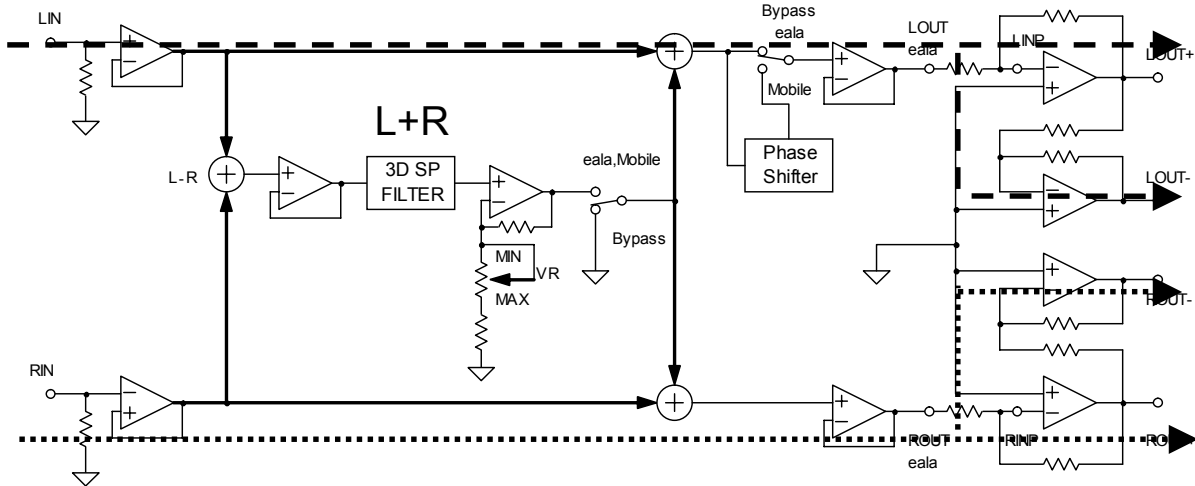 LIN
Bypass
eala
LOUT
eala
LINP
LOUT+
Mobile
L+R
Phase
Shifter
L-R
3D SP
FILTER
eala,Mobile
Bypass
LOUT-
MIN
VR
MAX
ROUT-
RIN
ROUT
eala
RINP